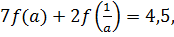 7f(a) + 2f(1/a) = 4,5,